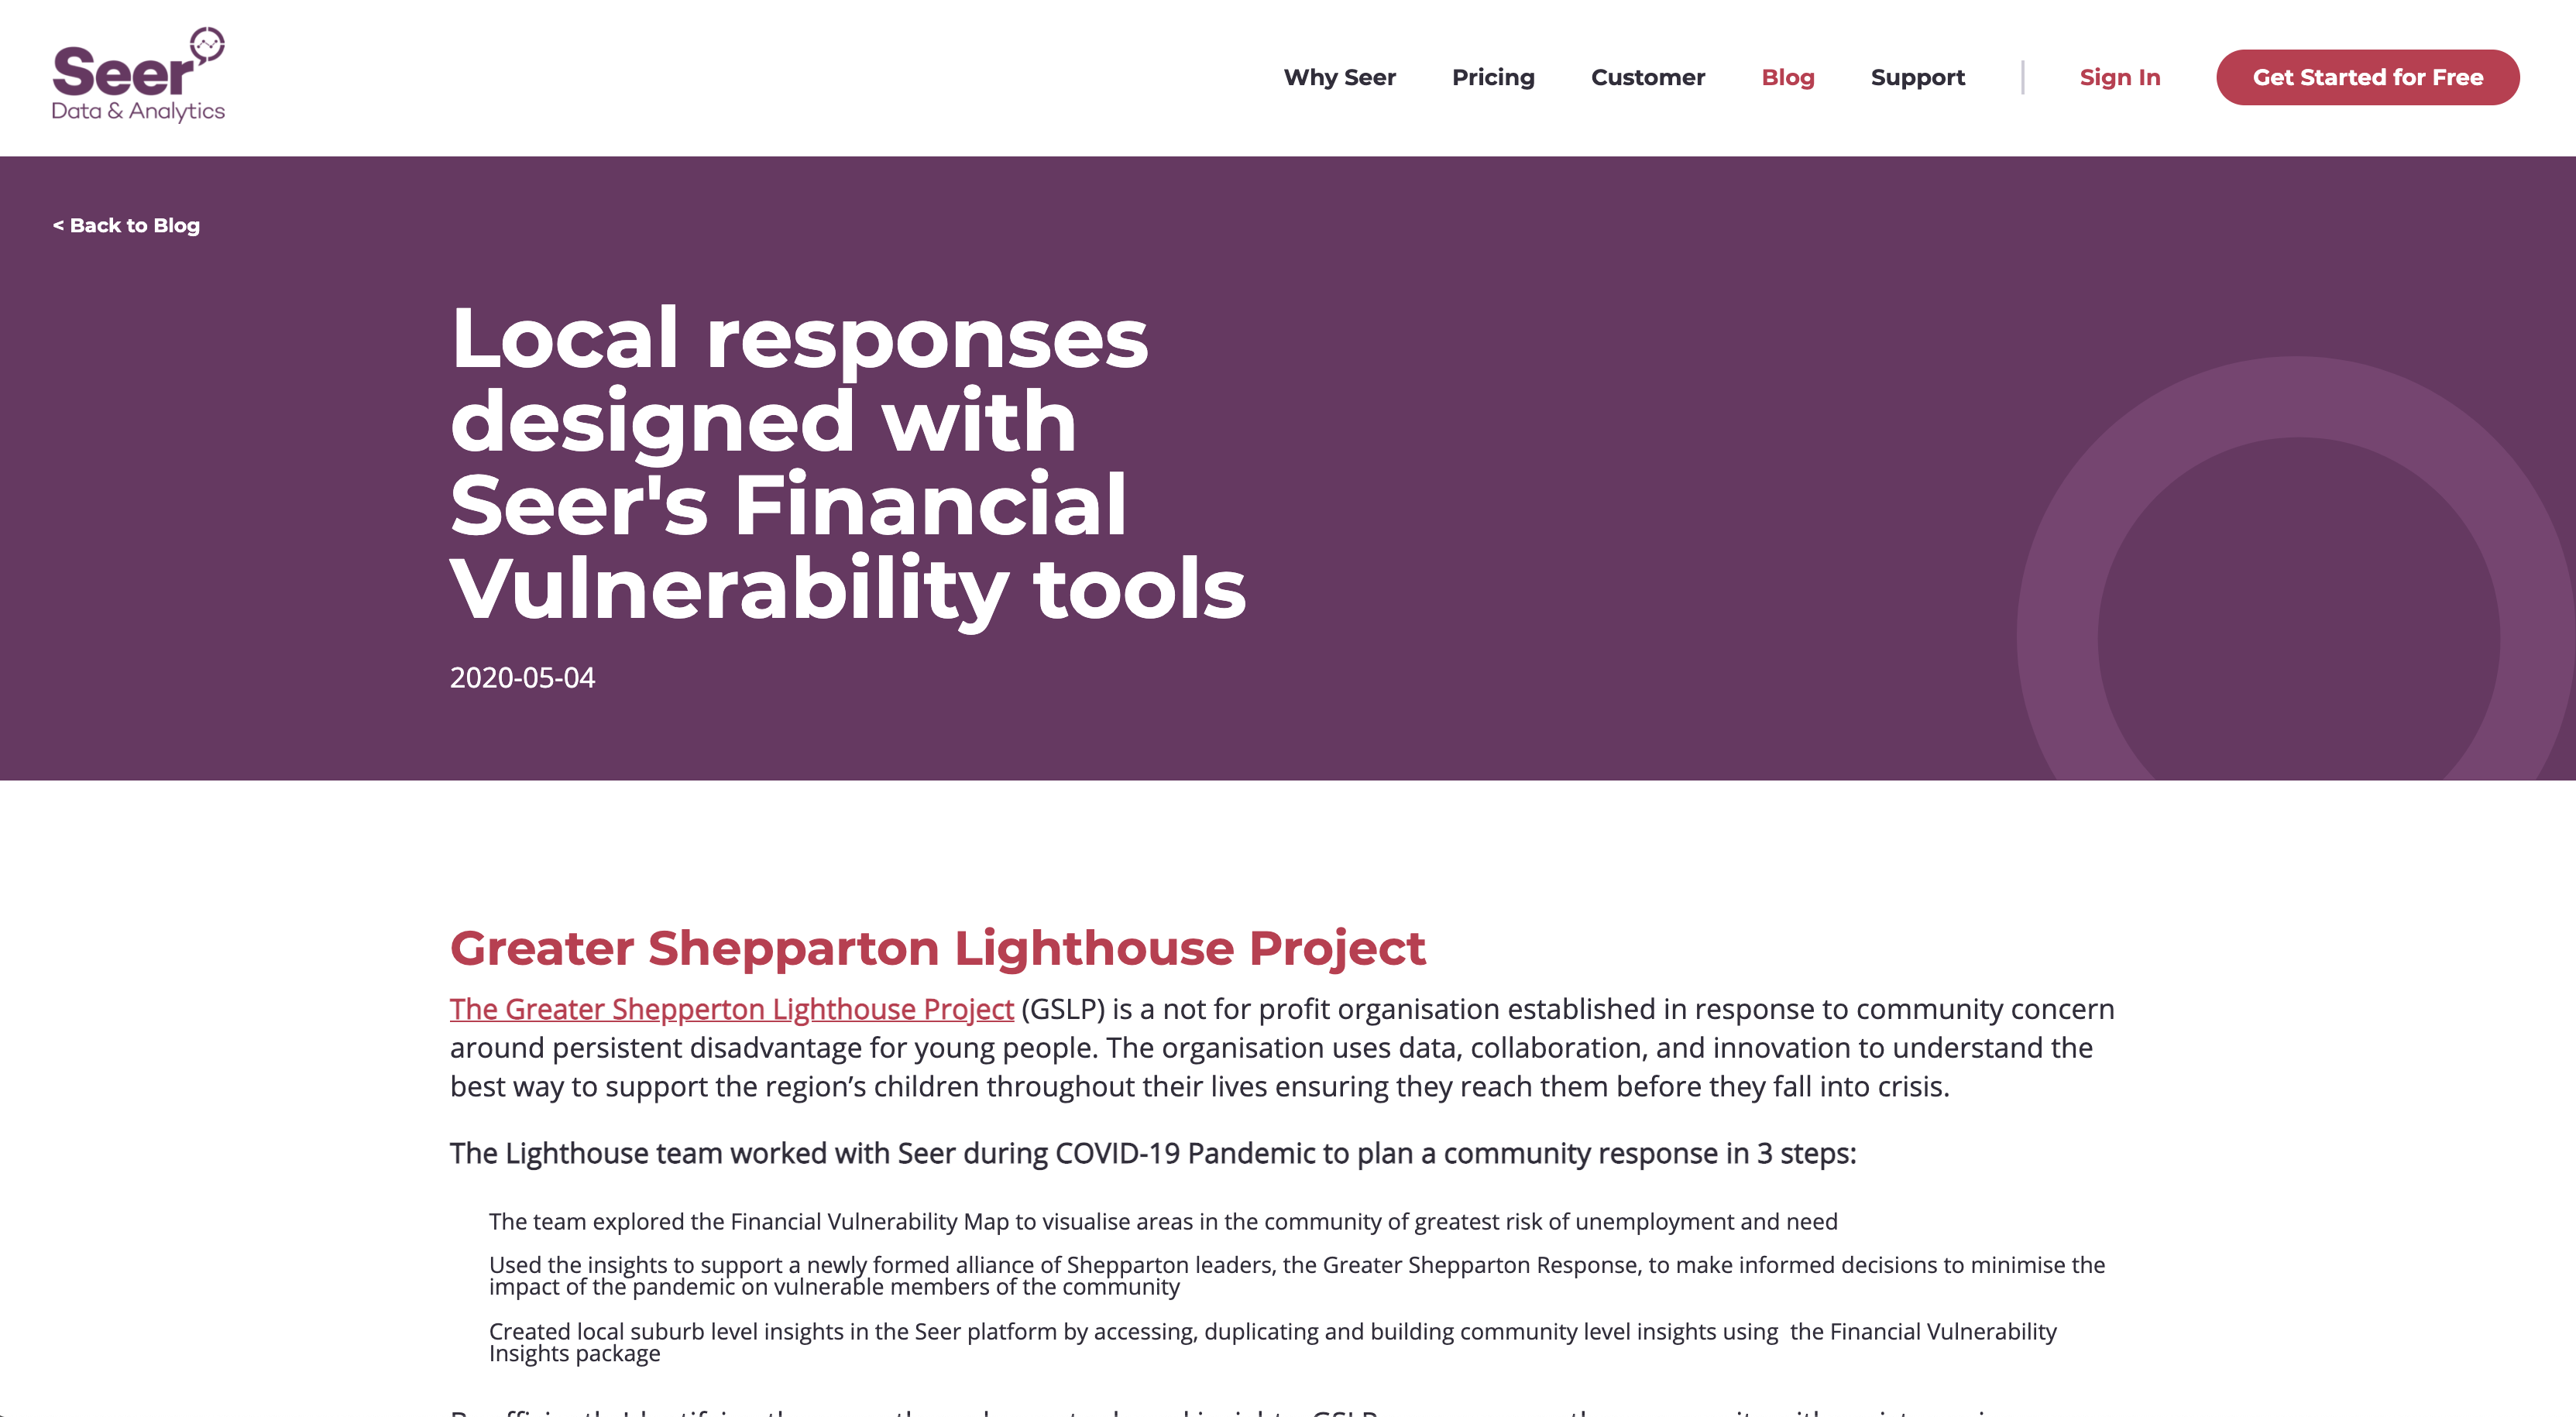 Seer
Data & Analytics
Why Seer
Pricing
Customer
Blog
Support
Sign In
Get Started for Free
< Back to Blog
Local responses
designed with
Seer's Financial
Vulnerability tools
2020-05-04
Greater Shepparton Lighthouse Project
The Greater Shepperton Lighthouse Project (GSLP) is a not for profit organisation established in response to community concern
around persistent disadvantage for young people. The organisation uses data, collaboration, and innovation to understand the
best way to support the region’s children throughout their lives ensuring they reach them before they fall into crisis.
The Lighthouse team worked with Seer during COVID-19 Pandemic to plan a community response in 3 steps:
The team explored the Financial Vulnerability Map to visualise areas in the community of greatest risk of unemployment and need
Used the insights to support a newly formed alliance of Shepparton leaders, the Greater Shepparton Response, to make informed decisions to minimise the
impact of the pandemic on vulnerable members of the community
Created local suburb level insights in the Seer platform by accessing, duplicating and building community level insights using  the Financial Vulnerability
Insights package